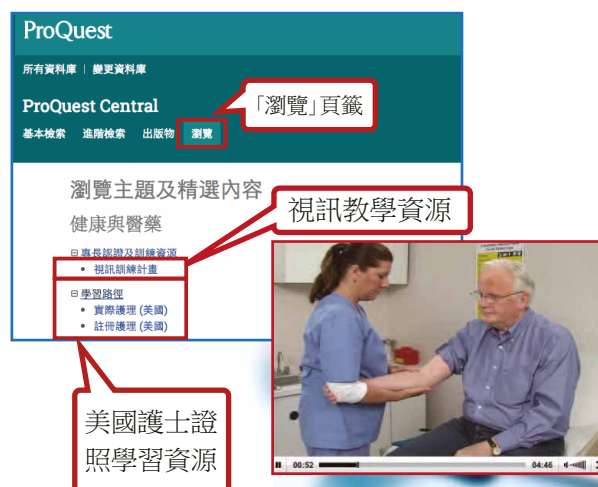 ProQuest
所有資料庫 | 變更資料庫
ProQuest Central
基本檢索 進階檢索 出版物 瀏覽
「瀏覽」頁籤
瀏覽主題及精選內容
健康與醫藥
視訊教學資源
專長認證及訓練資源
• 視訊訓練計畫
學習路徑
• 實際護理 (美國)
• 註冊護理 (美國)
美國護士證
照學習資源
00:52 04:46